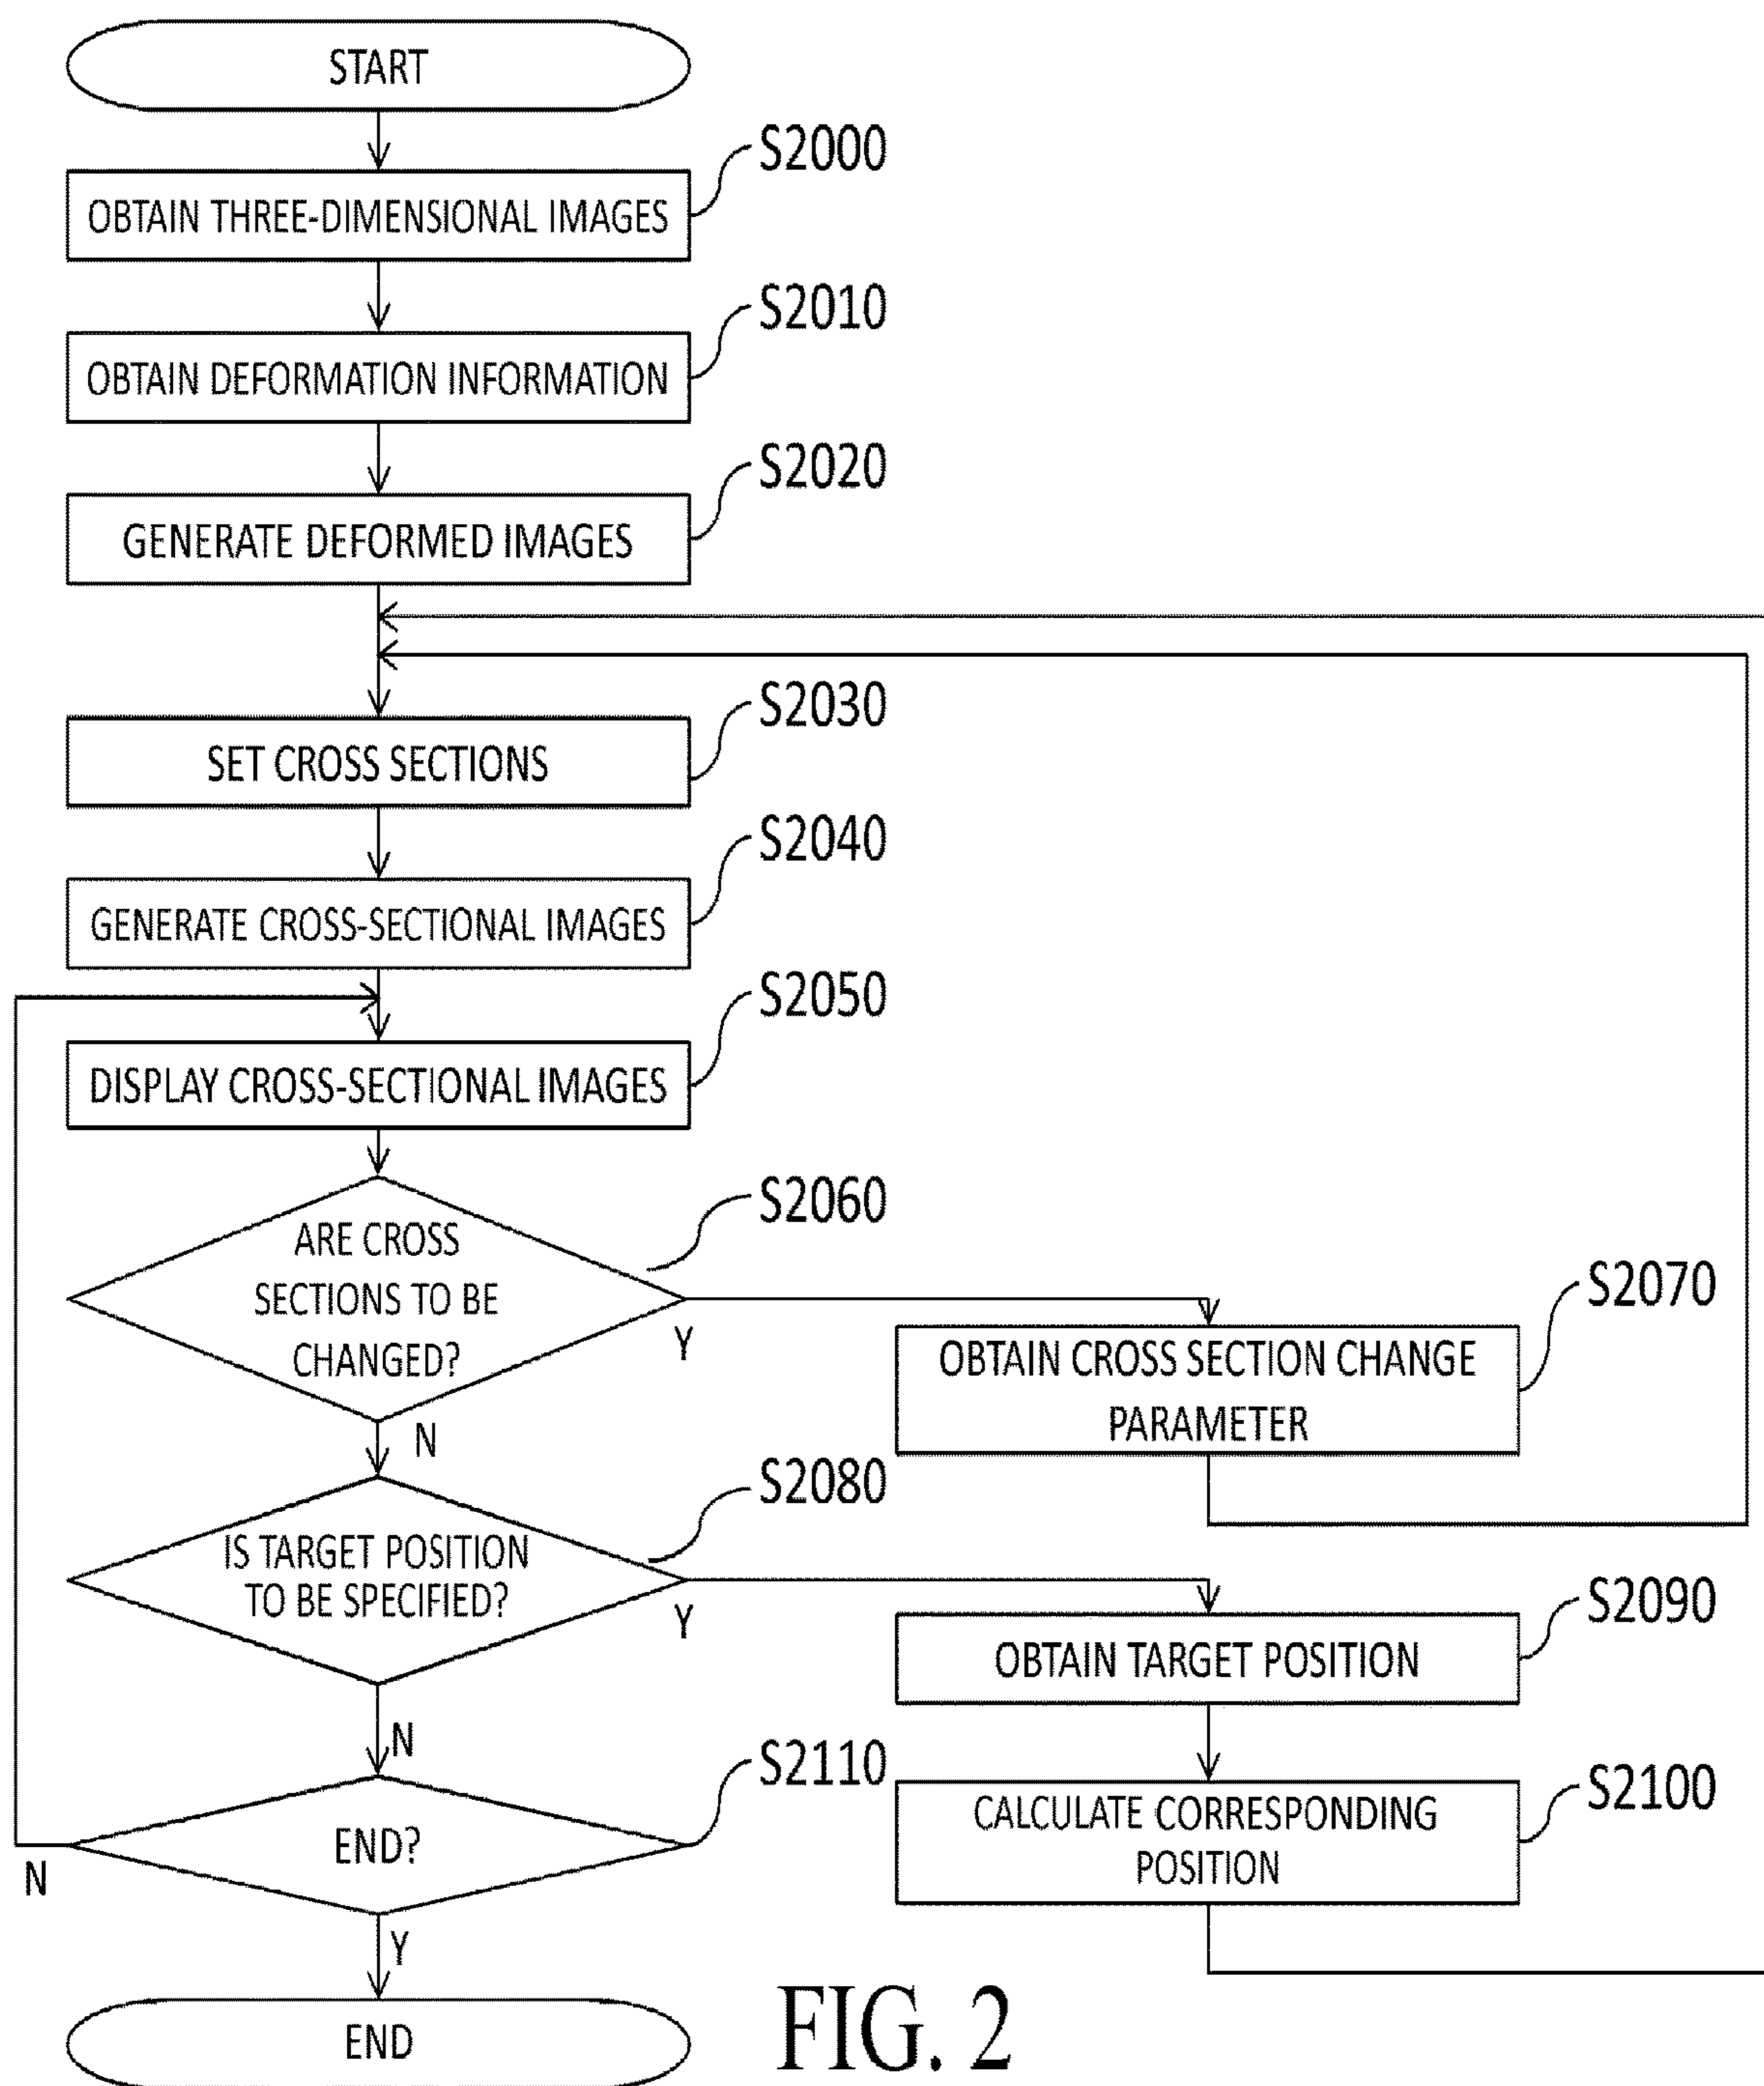 START
S2000
OBTAIN THREE-DIMENSIONAL IMAGES
S2010
OBTAIN DEFORMATION INFORMATION
S2020
GENERATE DEFORMED IMAGES
S2030
SET CROSS SECTIONS
S2040
GENERATE CROSS-SECTIONAL IMAGES
S2050
DISPLAY CROSS-SECTIONAL IMAGES
S2060
ARE CROSS
SECTIONS TO BE
CHANGED?
Y
N
S2070
OBTAIN CROSS SECTION CHANGE
PARAMETER
S2080
IS TARGET POSITION
TO BE SPECIFIED?
Y
N
S2090
OBTAIN TARGET POSITION
S2100
CALCULATE CORRESPONDING
POSITION
S2110
END?
N
Y
END
FIG. 2